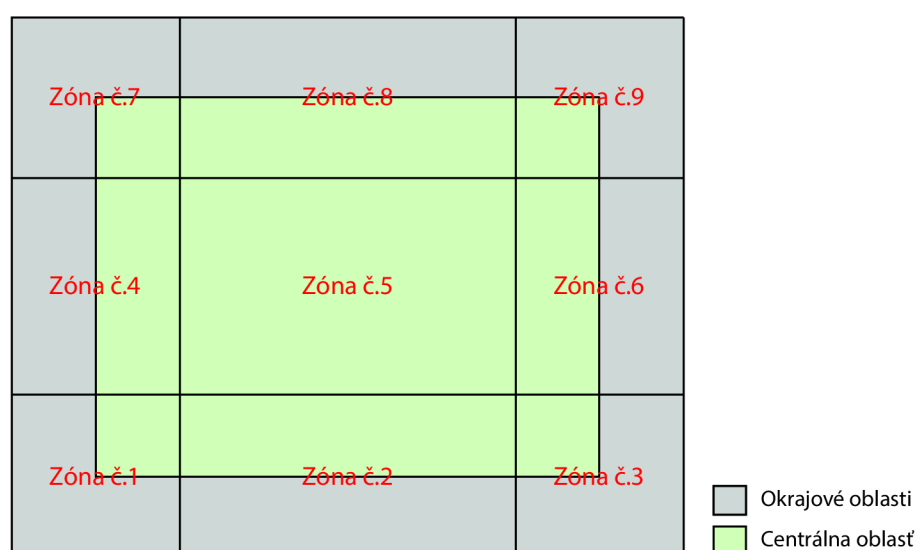 Zóna č.7 Zóna č.8 Zóna č.9
Zóna č.4 Zóna č.5 Zóna č.6
Zóna č.1 Zóna č.2 Zóna č.3
Okrajové oblasti
Centrálna oblasť